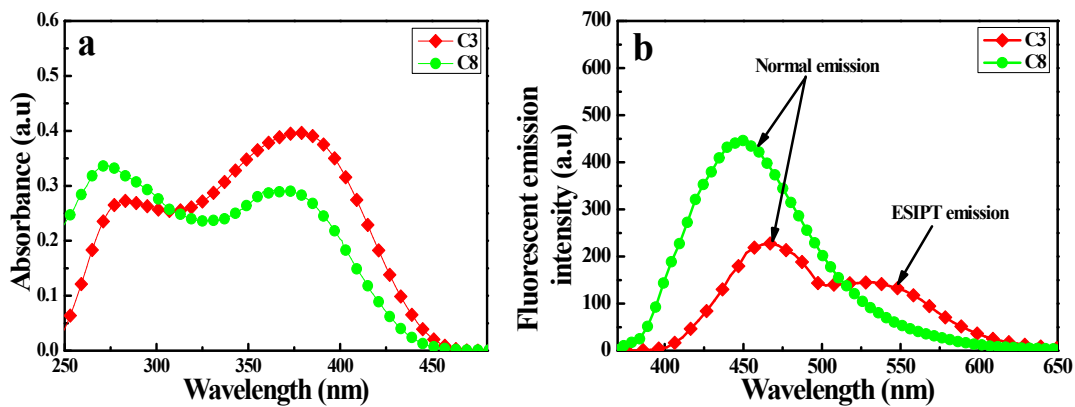 a
C3
C8
0.6
0.5
0.4
0.3
0.2
0.1
0.0
Absorbance (a.u)
250
300
350
400
450
Wavelength (nm)
b
C3
C8
Normal emission
ESIPT emission
700
600
500
400
300
200
100
0
Fluorescent emission
intensity (a.u)
400
450
500
550
600
650
Wavelength (nm)